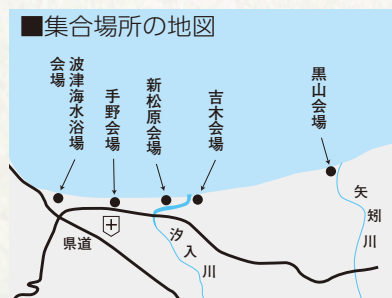 ■集合場所の地図
波津海水浴場
会場
手野会場
新松原会場
吉木会場
黒山会場
県道
汐入川
矢矧川